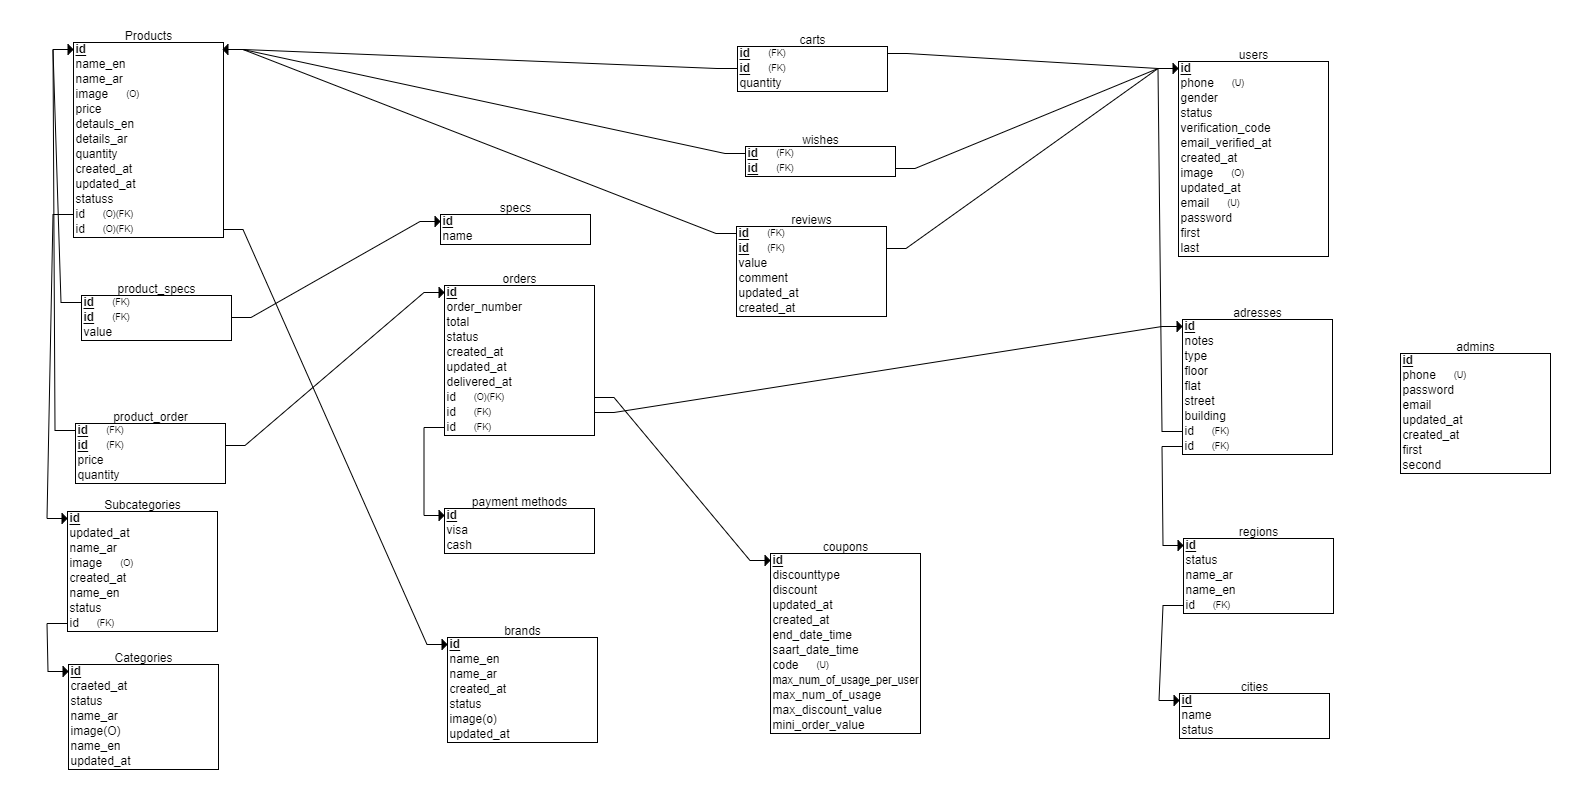 Products
id
name_en
name_ar
image (O)
price
detauls_en
details_ar
quantity
created_at
updated_at
statuss
id (O)(FK)
id (O)(FK)
product_specs
id (FK)
id (FK)
value
product_order
id (FK)
id (FK)
price
quantity
Subcategories
id
updated_at
name_ar
image (O)
created_at
name_en
status
id (FK)
Categories
id
craeted_at
status
name_ar
image(O)
name_en
updated_at
specs
id
name
orders
id
order_number
total
status
created_at
updated_at
delivered_at
id (O)(FK)
id (FK)
id (FK)
payment methods
id
visa
cash
brands
id
name_en
name_ar
created_at
status
image(o)
updated_at
carts
id (FK)
id (FK)
quantity
wishes
id (FK)
id (FK)
reviews
id (FK)
id (FK)
value
comment
updated_at
created_at
coupons
id
discounttype
discount
updated_at
created_at
end_date_time
saart_date_time
code (U)
max_num_of_usage_per_user
max_num_of_usage
max_discount_value
mini_order_value
users
id
phone (U)
gender
status
verification_code
email_verified_at
created_at
image (O)
updated_at
email (U)
password
first
last
adresses
id
notes
type
floor
flat
street
building
id (FK)
id (FK)
regions
id
status
name_ar
name_en
id (FK)
cities
id
name
status
admins
id
phone (U)
password
email
updated_at
created_at
first
second